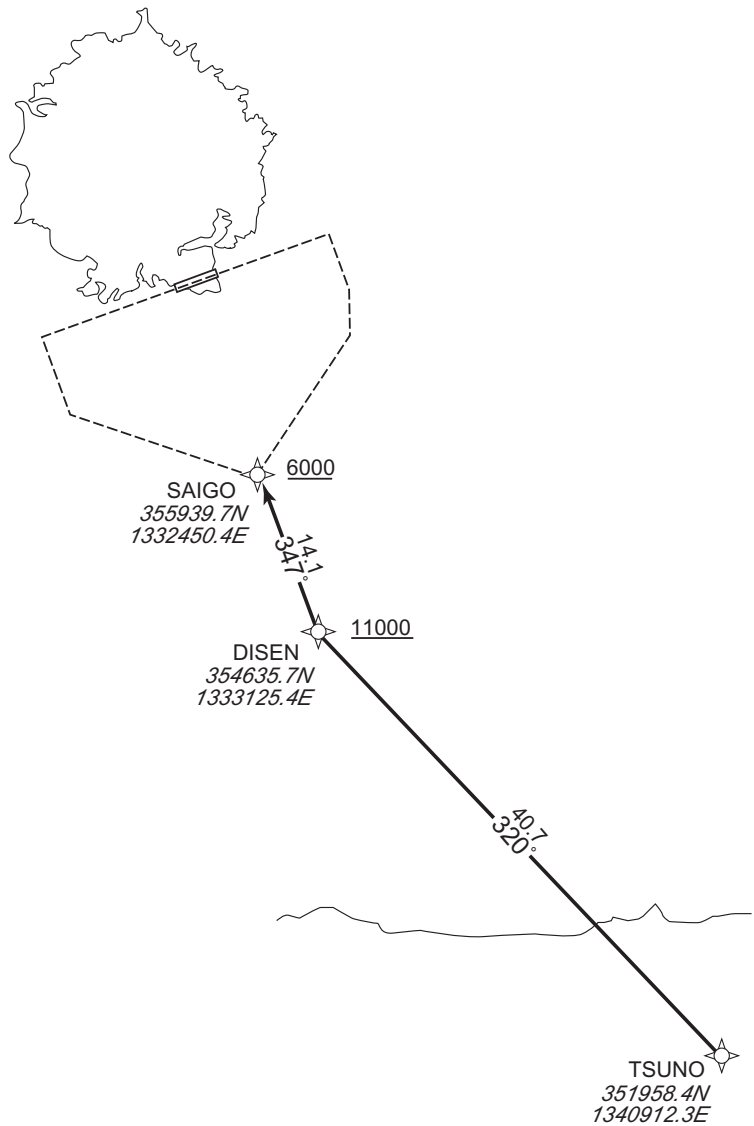 6000
SAIGO
355939.7N
1332450.4E
14.1
347°
11000
DISEN
354635.7N
1333125.4E
40.7
320°
TSUNO
351958.4N
1340912.3E